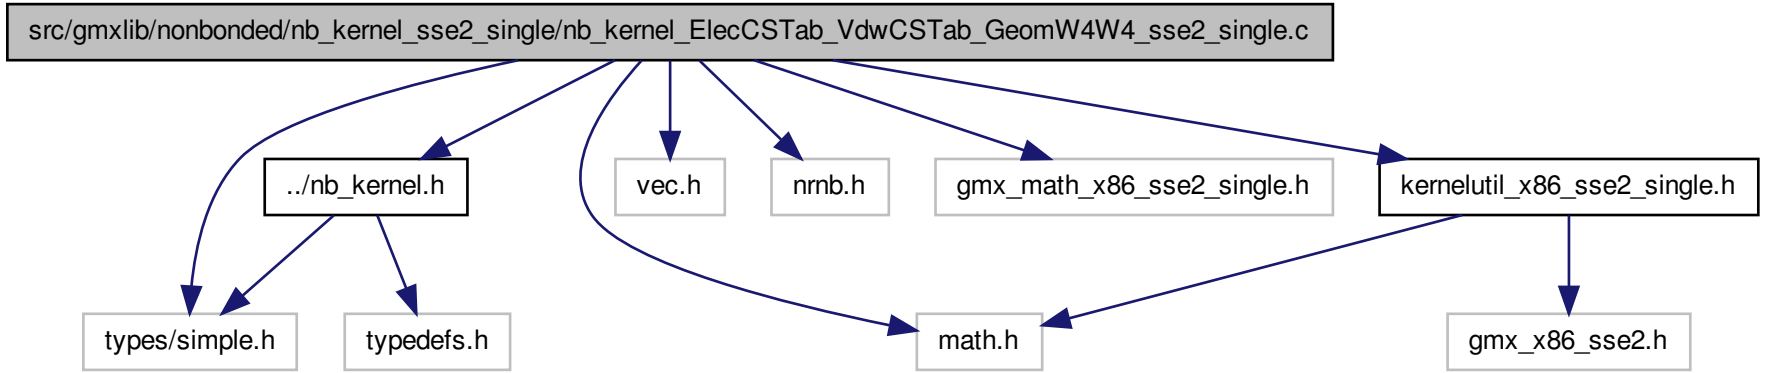 src/gmxlib/nonbonded/nb_kernel_sse2_single/nb_kernel_ElecCSTab_VdwCSTab_GeomW4W4_sse2_single.c
../nb_kernel.h
vec.h
nrnb.h
gmx_math_x86_sse2_single.h
kernelutil_x86_sse2_single.h
types/simple.h
typedefs.h
math.h
gmx_x86_sse2.h